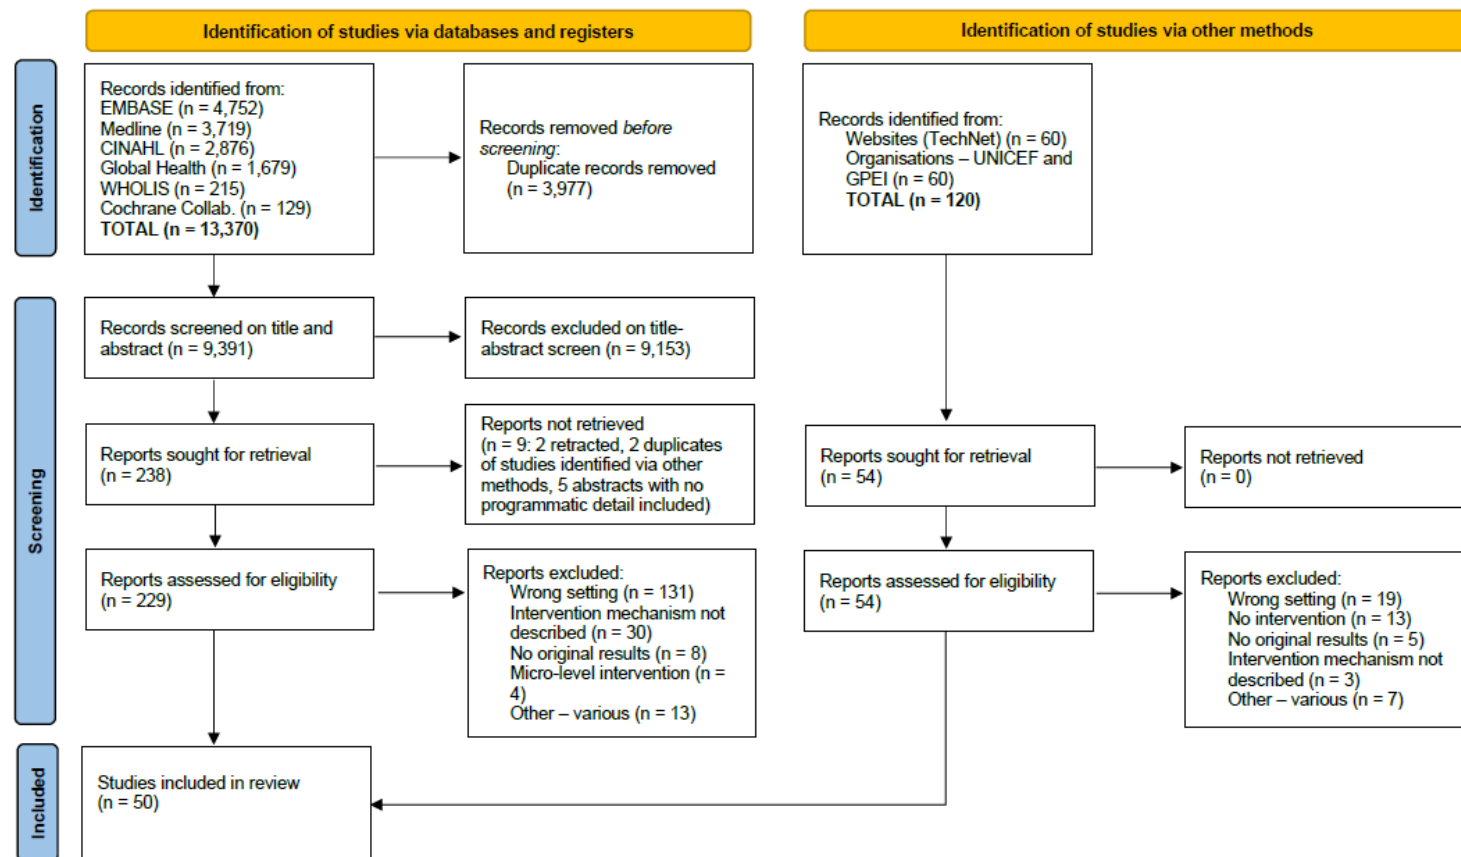 Identification of studies via databases and registers
Identification of studies via other methods
Identification
Records identified from:
EMBASE (n = 4,752)
Medline (n = 3,719)
CINAHL (n = 2,876)
Global Health (n = 1,679)
WHOLIS (n = 215)
Cochrane Collab. (n = 129)
TOTAL (n = 13,370)
Records removed before
screening:
Duplicate records removed
(n = 3,977)
Records identified from:
Websites (TechNet) (n = 60)
Organisations – UNICEF and
GPEI (n = 60)
TOTAL (n = 120)
Screening
Records screened on title and
abstract (n = 9,391)
Records excluded on title-
abstract screen (n = 9,153)
Reports sought for retrieval
(n = 238)
Reports not retrieved
(n = 9: 2 retracted, 2 duplicates
of studies identified via other
methods, 5 abstracts with no
programmatic detail included)
Reports sought for retrieval
(n = 54)
Reports not retrieved
(n = 0)
Reports assessed for eligibility
(n = 229)
Reports excluded:
Wrong setting (n = 131)
Intervention mechanism not
described (n = 30)
No original results (n = 8)
Micro-level intervention (n =
4)
Other – various (n = 13)
Reports assessed for eligibility
(n = 54)
Reports excluded:
Wrong setting (n = 19)
No intervention (n = 13)
No original results (n = 5)
Intervention mechanism not
described (n = 3)
Other – various (n = 7)
Included
Studies included in review
(n = 50)